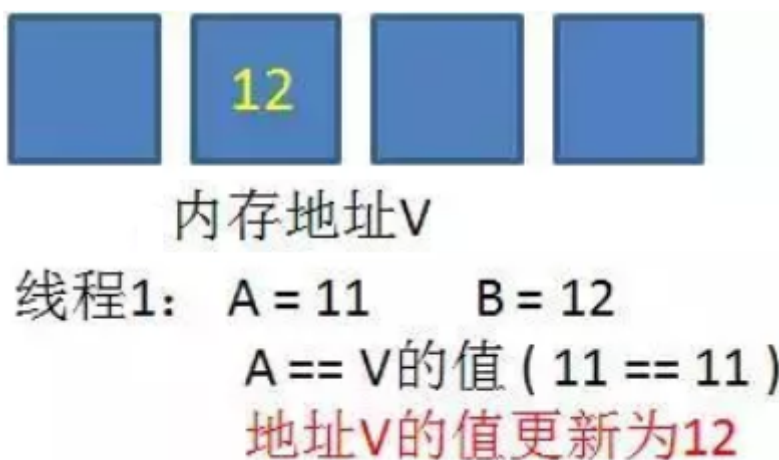 12
内存地址V
线程1： A = 11 B = 12
A == V的值 ( 11 == 11 )
地址V的值更新为12